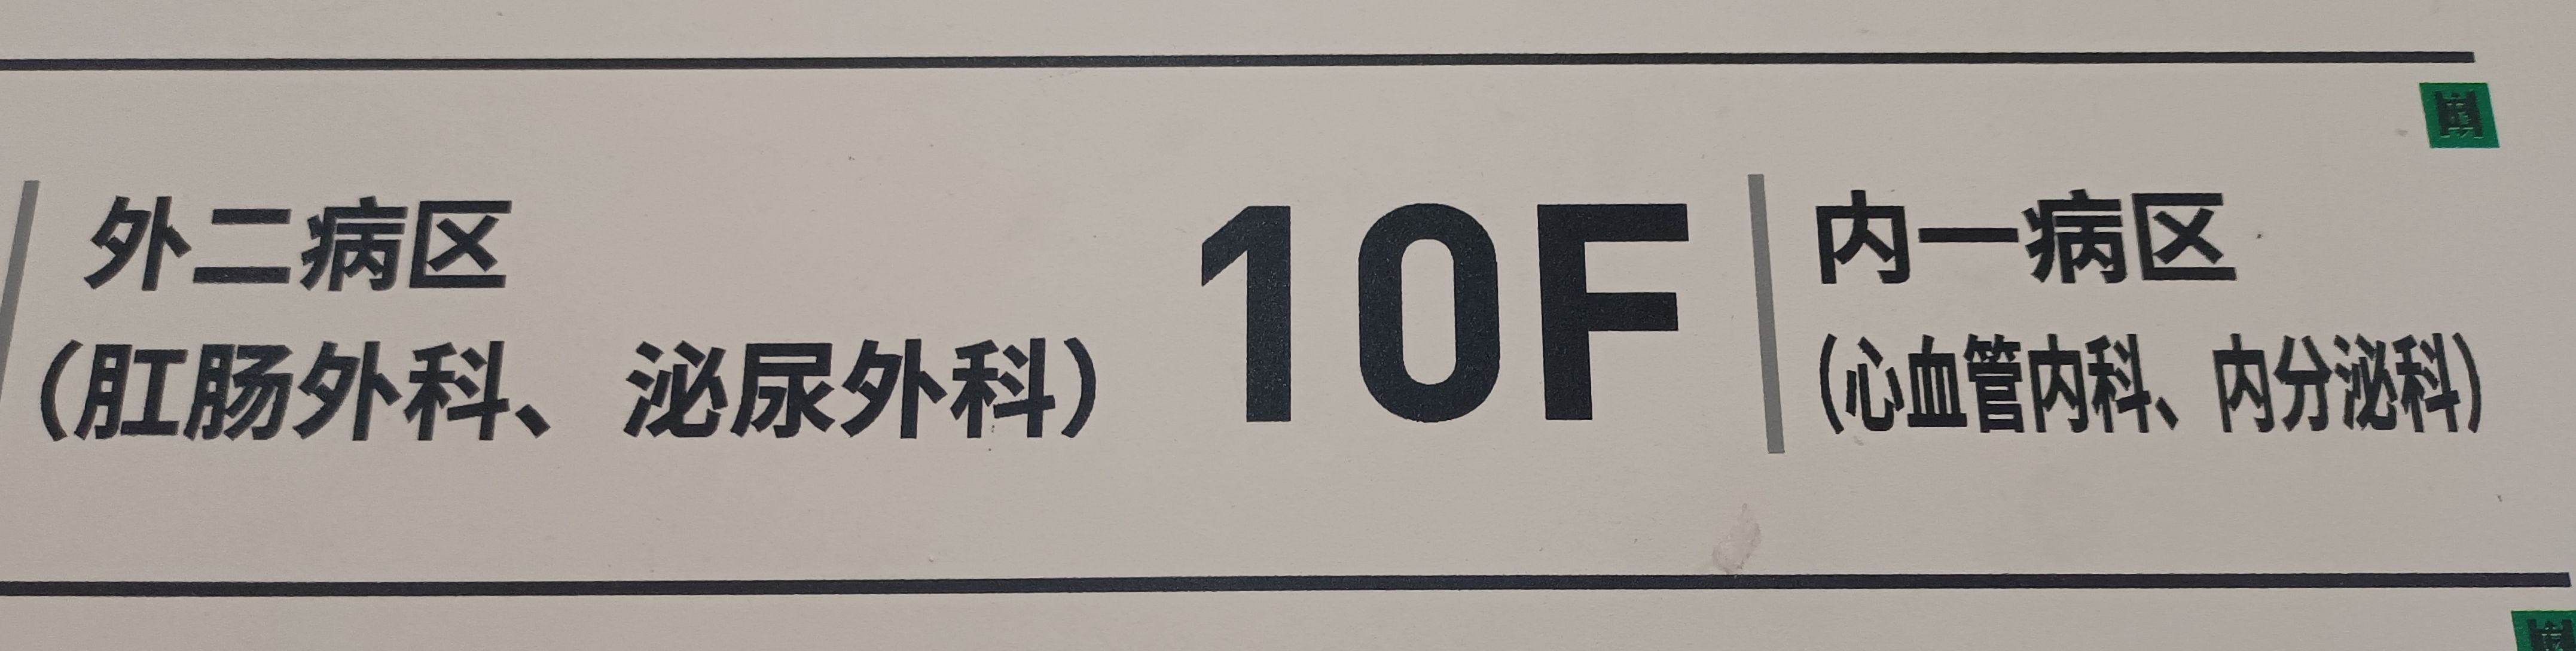 外二病区
（肛肠外科、泌尿外科）
10F
内一病区
（心血管内科、内分泌科）